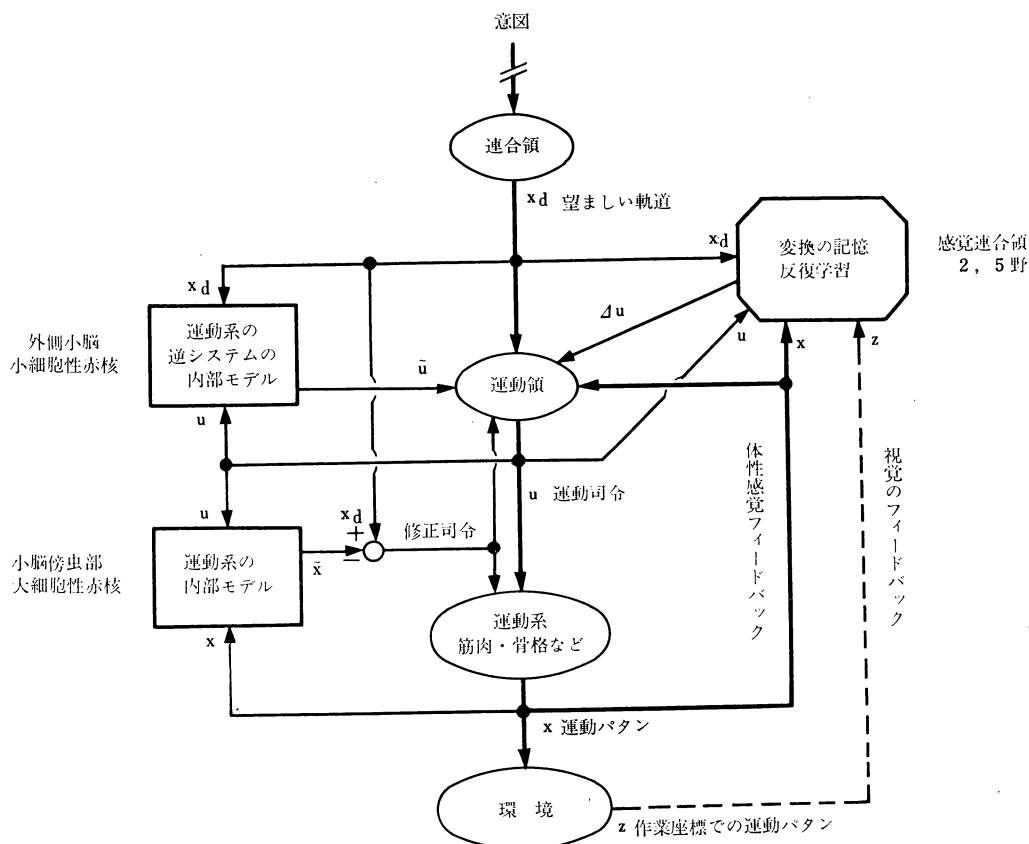 意図
連合領
xd 望ましい軌道
xd
変換の記憶
反復学習
感覚連合領
2, 5野
xd
Δu
u
x
z
外側小脳
小細胞性赤核
運動系の
逆システムの
内部モデル
ũ
運動領
u
体性感覚フィードバック
視覚のフィードバック
u 運動司令
u
xd
+
−
修正司令
小脳傍虫部
大細胞性赤核
運動系の
内部モデル
x̃
運動系
筋肉・骨格など
x
x 運動パタン
環境
z 作業座標での運動パタン